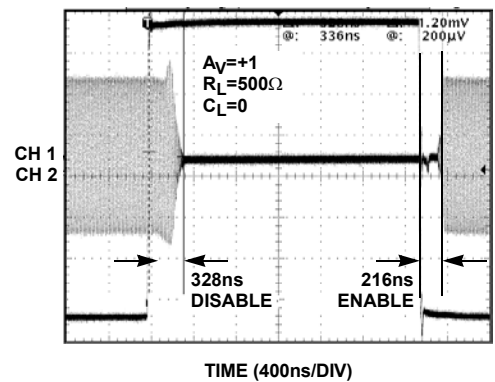 1.20mV
@: 336ns @: 200µV
AV=+1
RL=500Ω
CL=0
CH 1
CH 2
328ns
DISABLE
216ns
ENABLE
TIME (400ns/DIV)